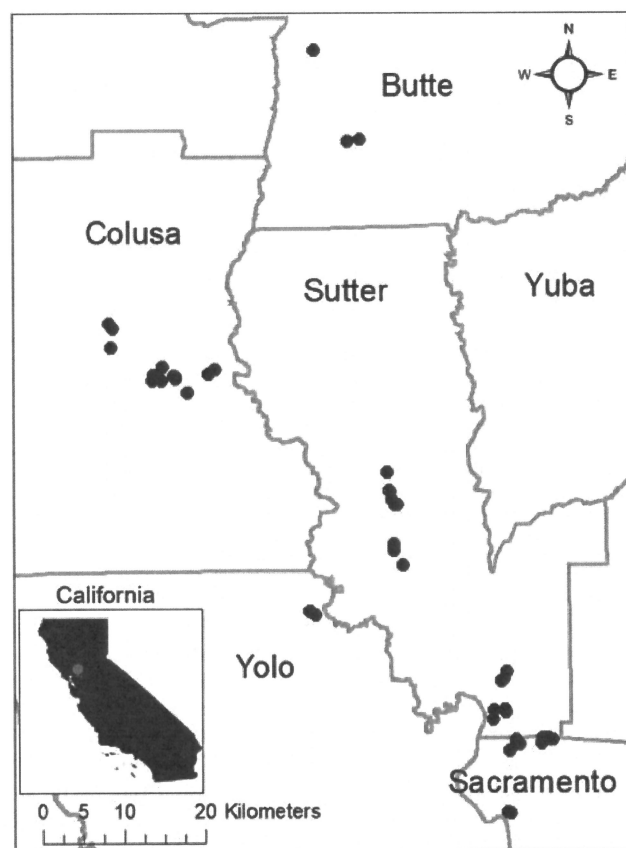 N
W E
S
Butte
Colusa
Sutter
Yuba
California
Yolo
Sacramento
0 5 10 20 Kilometers